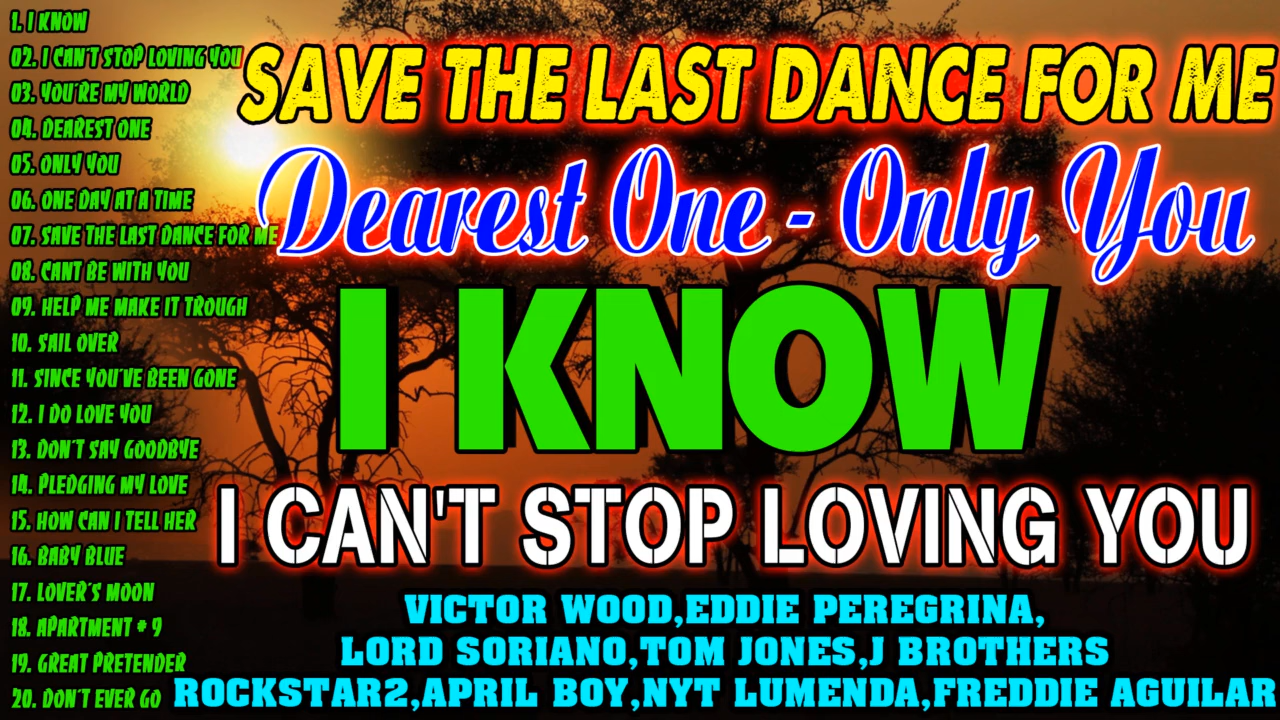 1. I KNOW
02. I CAN'T STOP LOVING YOU
03. YOU'RE MY WORLD
04. DEAREST ONE
05. ONLY YOU
06. ONE DAY AT A TIME
07. SAVE THE LAST DANCE FOR ME
08. CANT BE WITH YOU
09. HELP ME MAKE IT TROUGH
10. SAIL OVER
11. SINCE YOU'VE BEEN GONE
12. I DO LOVE YOU
13. DON'T SAY GOODBYE
14. PLEDGING MY LOVE
15. HOW CAN I TELL HER
16. BABY BLUE
17. LOVER'S MOON
18. APARTMENT # 9
19. GREAT PRETENDER
20. DON'T EVER GO
SAVE THE LAST DANCE FOR ME
Dearest One - Only You
I KNOW
I CAN'T STOP LOVING YOU
VICTOR WOOD,EDDIE PEREGRINA,
LORD SORIANO,TOM JONES,J BROTHERS
ROCKSTAR2,APRIL BOY,NYT LUMENDA,FREDDIE AGUILAR